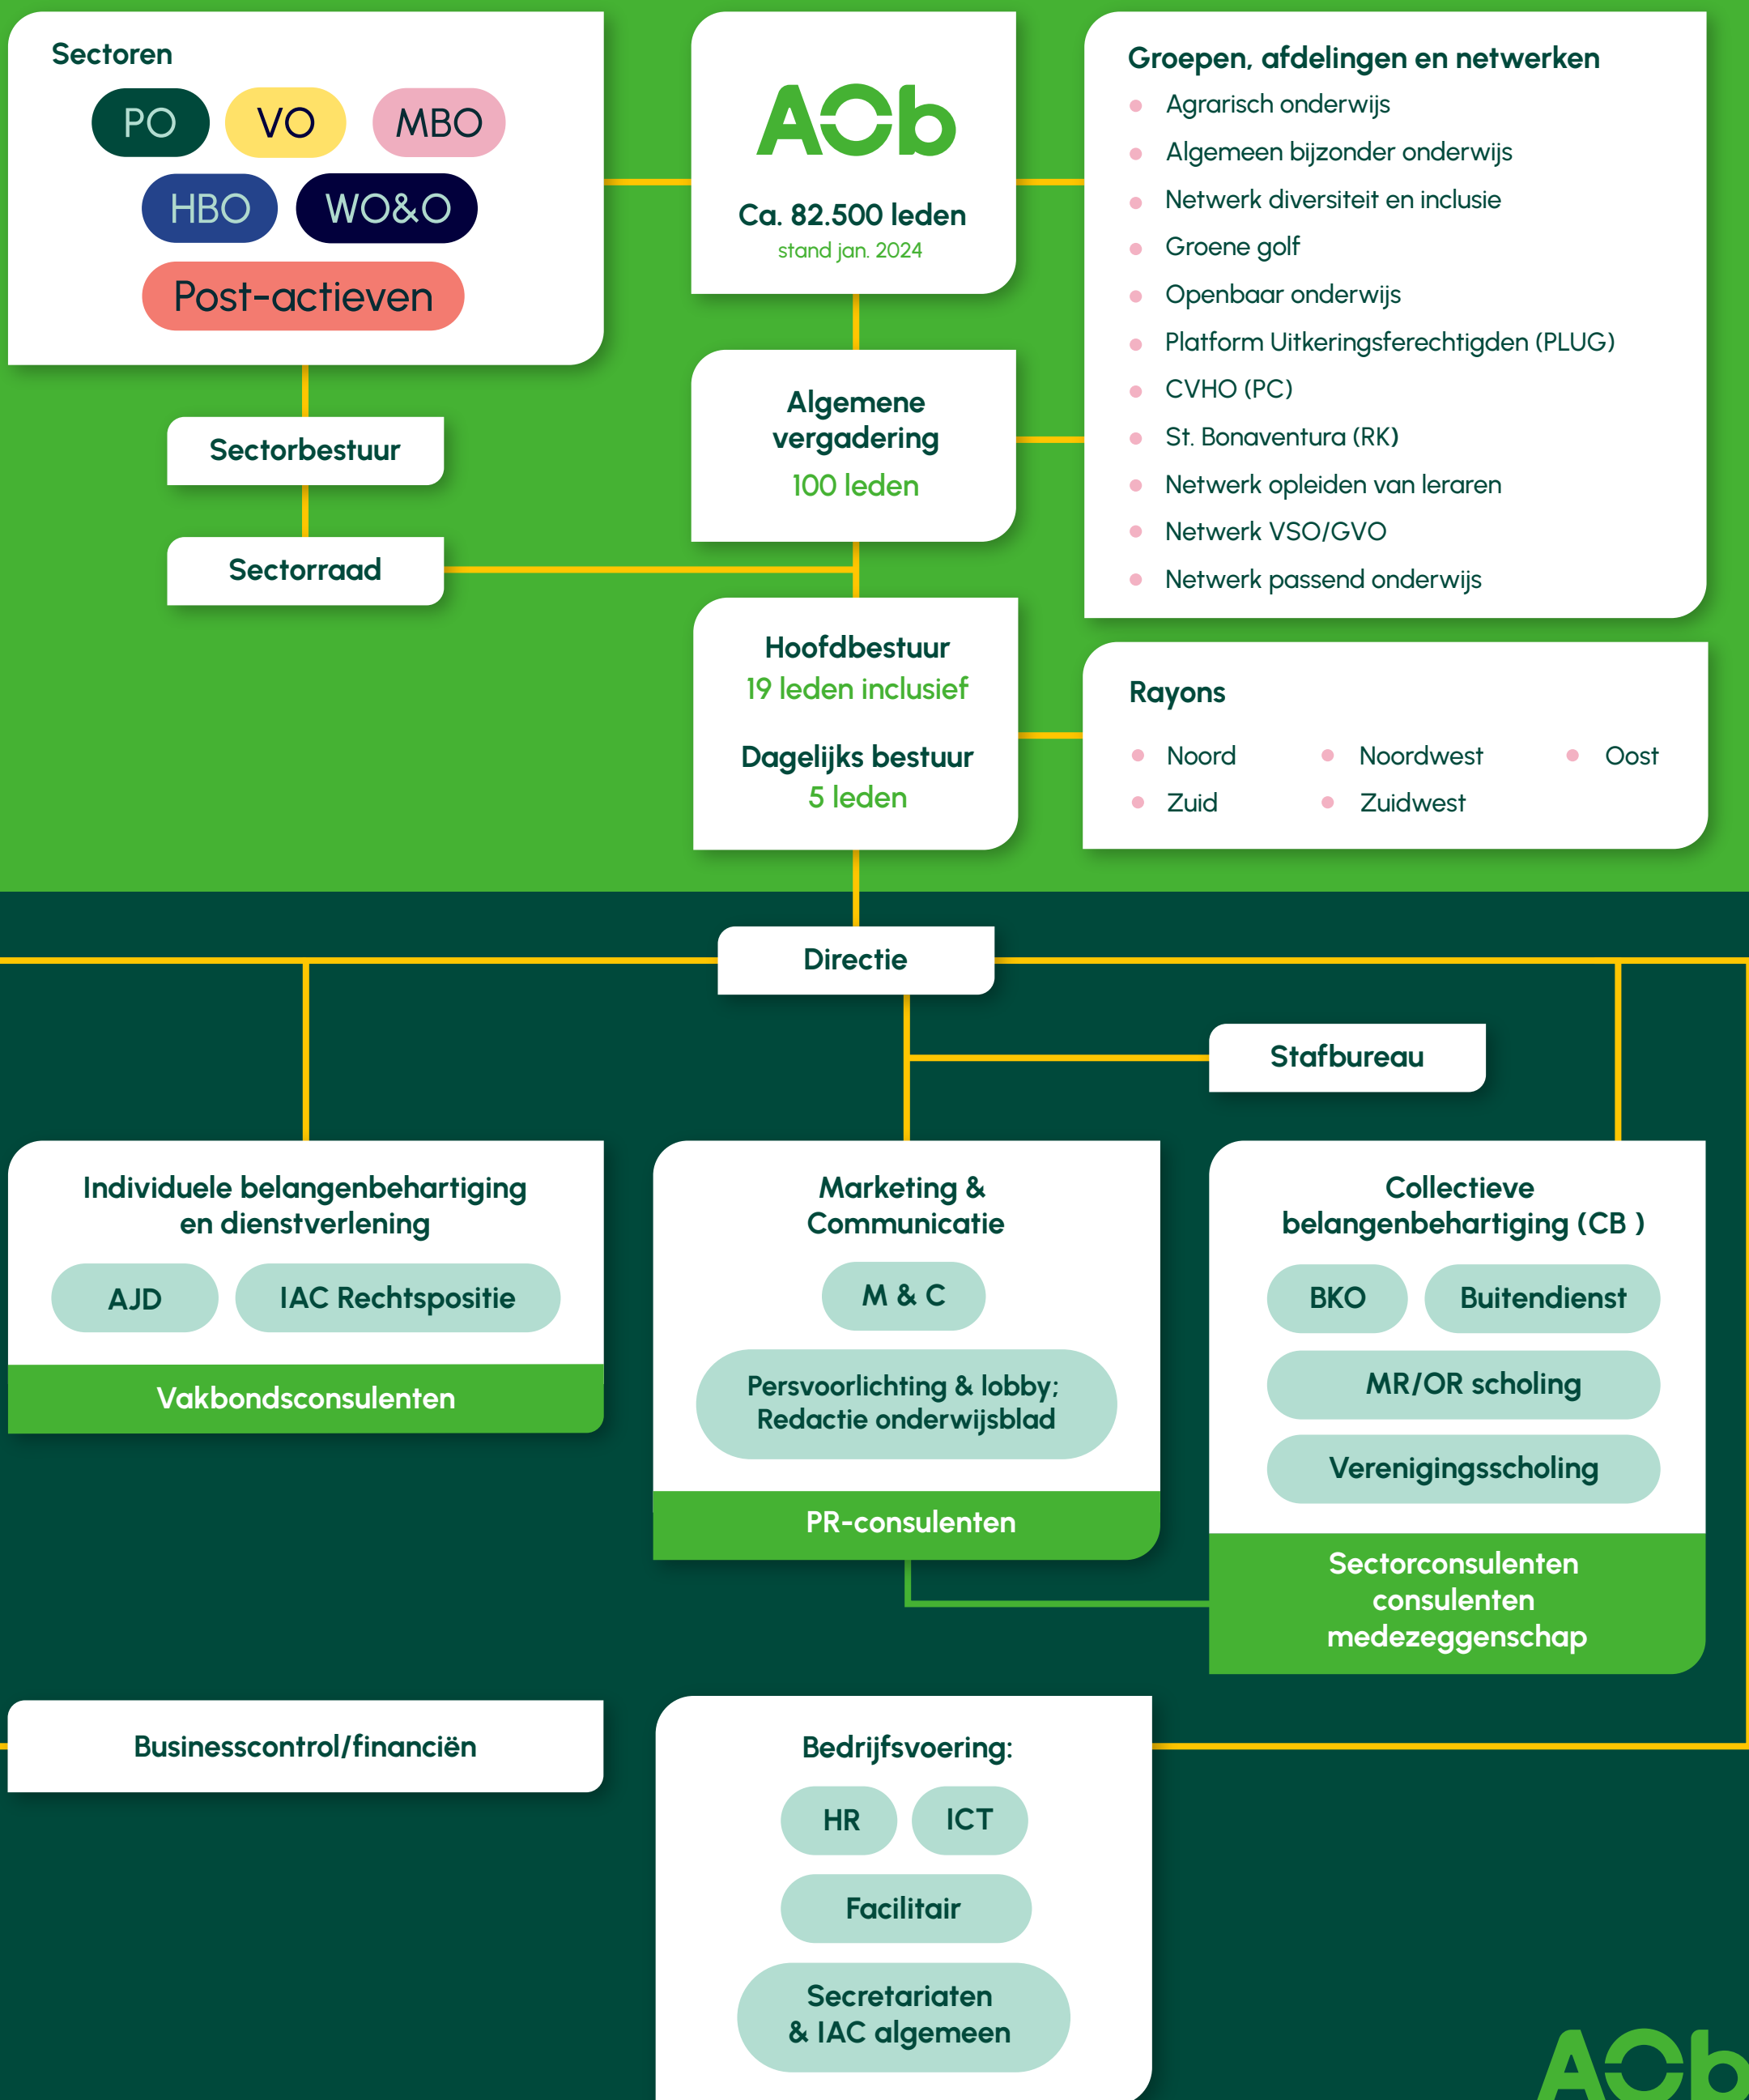 Sectoren
PO
VO
MBO
HBO
WO&O
Post-actieven
Sectorbestuur
Sectorraad
AOb
Ca. 82.500 leden
stand jan. 2024
Algemene
vergadering
100 leden
Hoofdbestuur
19 leden inclusief
Dagelijks bestuur
5 leden
Groepen, afdelingen en netwerken
Agrarisch onderwijs
Algemeen bijzonder onderwijs
Netwerk diversiteit en inclusie
Groene golf
Openbaar onderwijs
Platform Uitkeringsferechtigden (PLUG)
CVHO (PC)
St. Bonaventura (RK)
Netwerk opleiden van leraren
Netwerk VSO/GVO
Netwerk passend onderwijs
Rayons
Noord
Noordwest
Oost
Zuid
Zuidwest
Directie
Stafbureau
Individuele belangenbehartiging
en dienstverlening
AJD
IAC Rechtspositie
Vakbondsconsulenten
Marketing &
Communicatie
M & C
Persvoorlichting & lobby;
Redactie onderwijsblad
PR-consulenten
Collectieve
belangenbehartiging (CB )
BKO
Buitendienst
MR/OR scholing
Verenigingsscholing
Sectorconsulenten
consulenten
medezeggenschap
Businesscontrol/financiën
Bedrijfsvoering:
HR
ICT
Facilitair
Secretariaten
& IAC algemeen
AOb